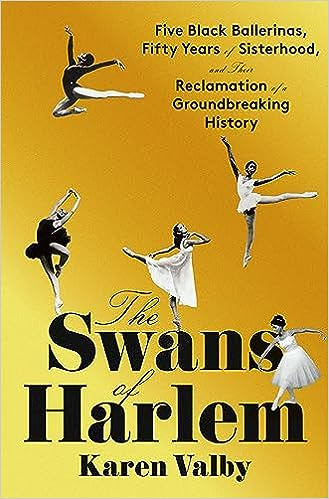 Five Black Ballerinas,
Fifty Years of Sisterhood,
and Their
Reclamation of a
Groundbreaking
History
The
Swans
of
Harlem
Karen Valby